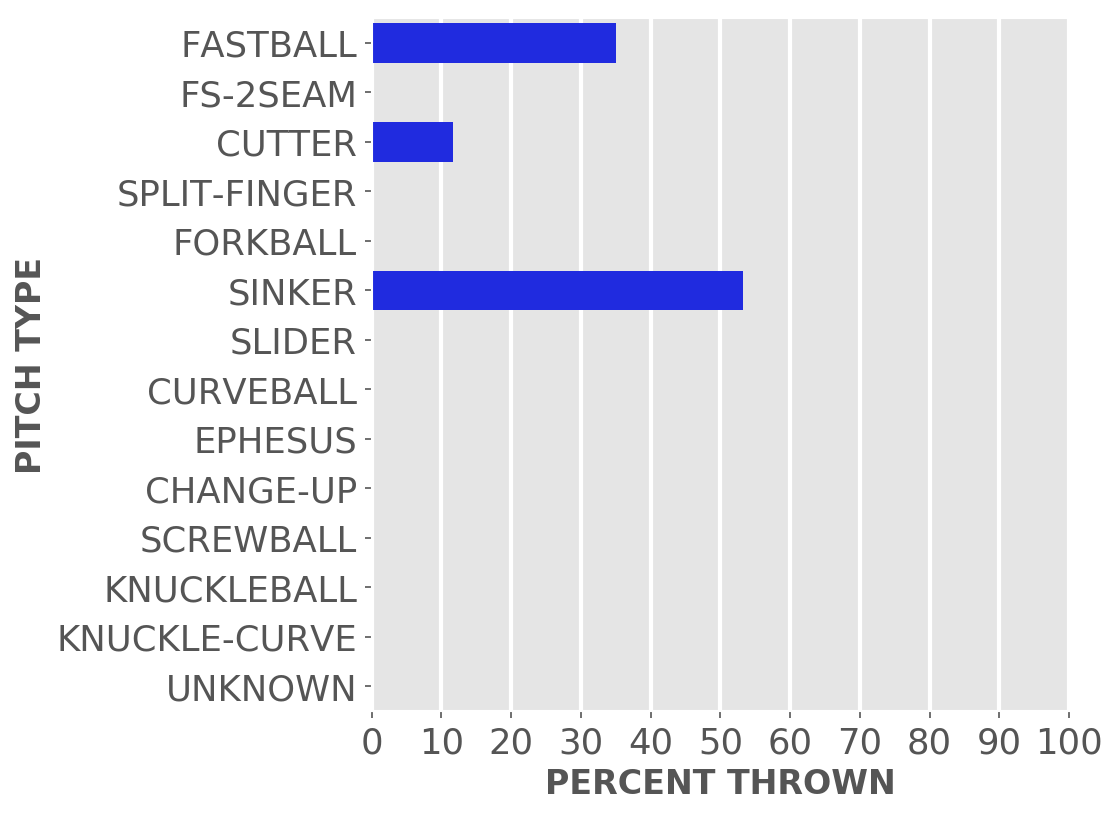 FASTBALL
FS-2SEAM
CUTTER
SPLIT-FINGER
FORKBALL
SINKER
SLIDER
CURVEBALL
EPHESUS
CHANGE-UP
SCREWBALL
KNUCKLEBALL
KNUCKLE-CURVE
UNKNOWN
PITCH TYPE
0 10 20 30 40 50 60 70 80 90 100
PERCENT THROWN